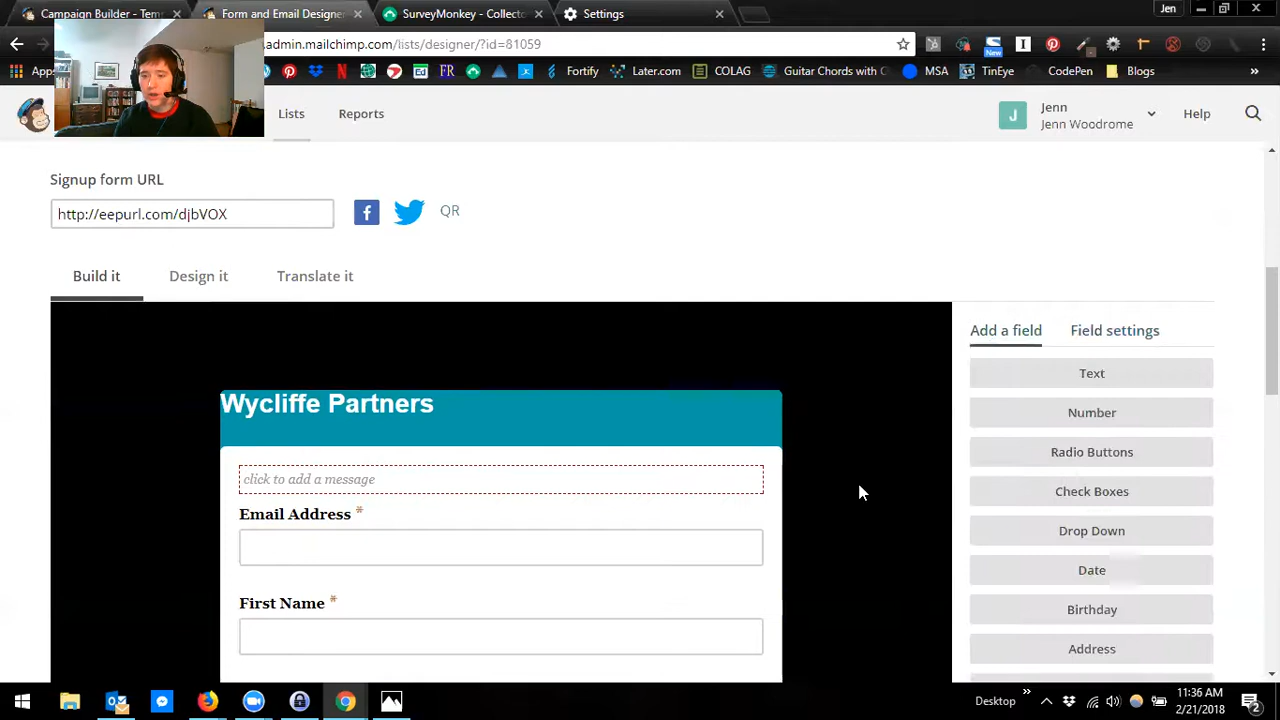 Campaign Builder - Tem
Form and Email Designe
SurveyMonkey - Collect
Settings
Jen
admin.mailchimp.com/lists/designer/?id=81059
New
Fortify
Later.com
COLAG
Guitar Chords with C
MSA
TinEye
CodePen
Blogs
Lists
Reports
J
Jenn
Jenn Woodrome
Help
Signup form URL
http://eepurl.com/djbVOX
QR
Build it
Design it
Translate it
Add a field
Field settings
Wycliffe Partners
click to add a message
Email Address *
First Name *
Text
Number
Radio Buttons
Check Boxes
Drop Down
Date
Birthday
Address
Desktop
11:36 AM
2/21/2018
2